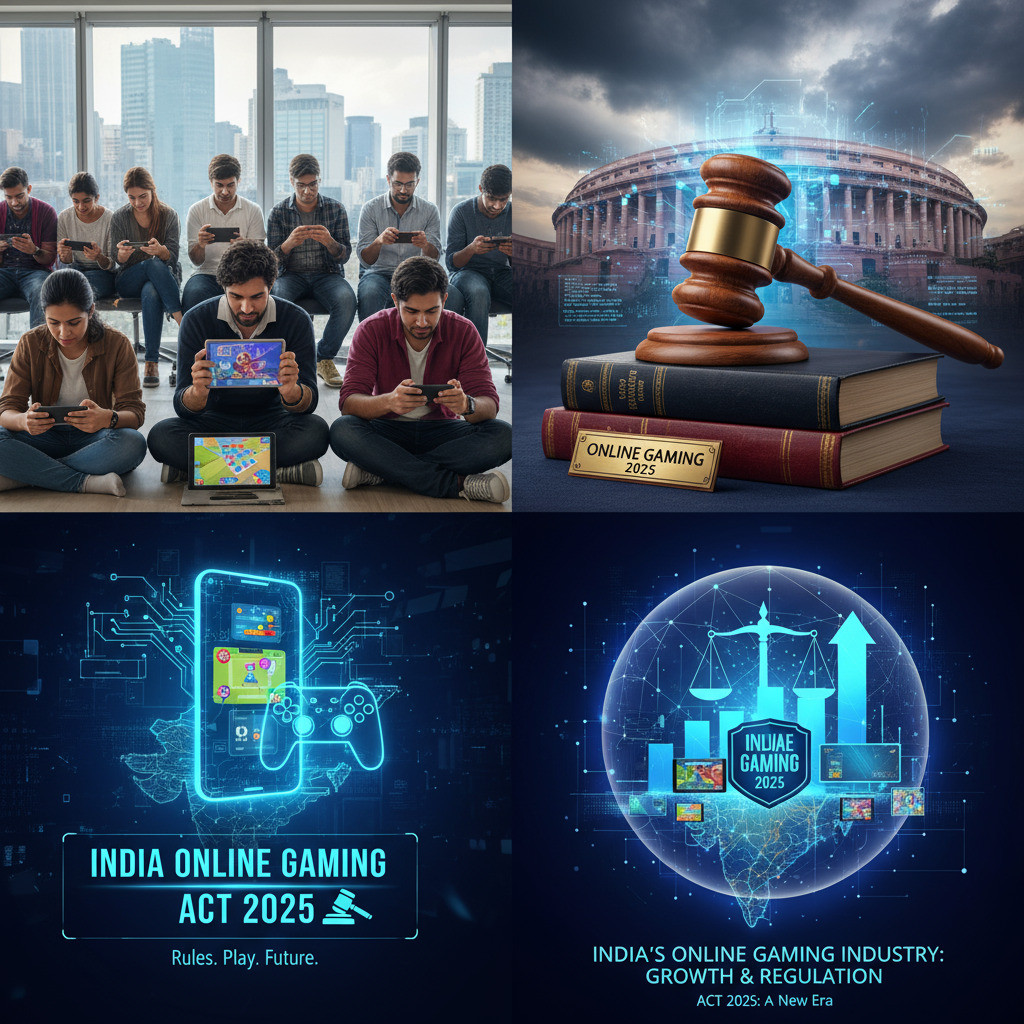 ONLINE GAMING
2025
INDIA ONLINE GAMING
ACT 2025
Rules. Play. Future.
INIJAE
GAMING
2025
INDIA'S ONLINE GAMING INDUSTRY:
GROWTH & REGULATION
ACT 2025: A New Era